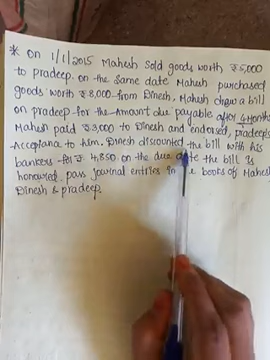 * On 1/1/2015 Mahesh sold goods worth ₹5,000
to pradeep. on the same date Mahesh purchased
goods worth ₹8,000 from Dinesh. Mahesh drew a bill
on pradeep for the amount due payable after 4 months
Mahesh paid ₹3,000 to Dinesh and endorsed, pradeeps
Acceptance to him. Dinesh discounted the bill with his
bankers for ₹ 4,850 on the due date the bill is
honoured, pass journal entries in books of Mahesh
Dinesh & pradeep